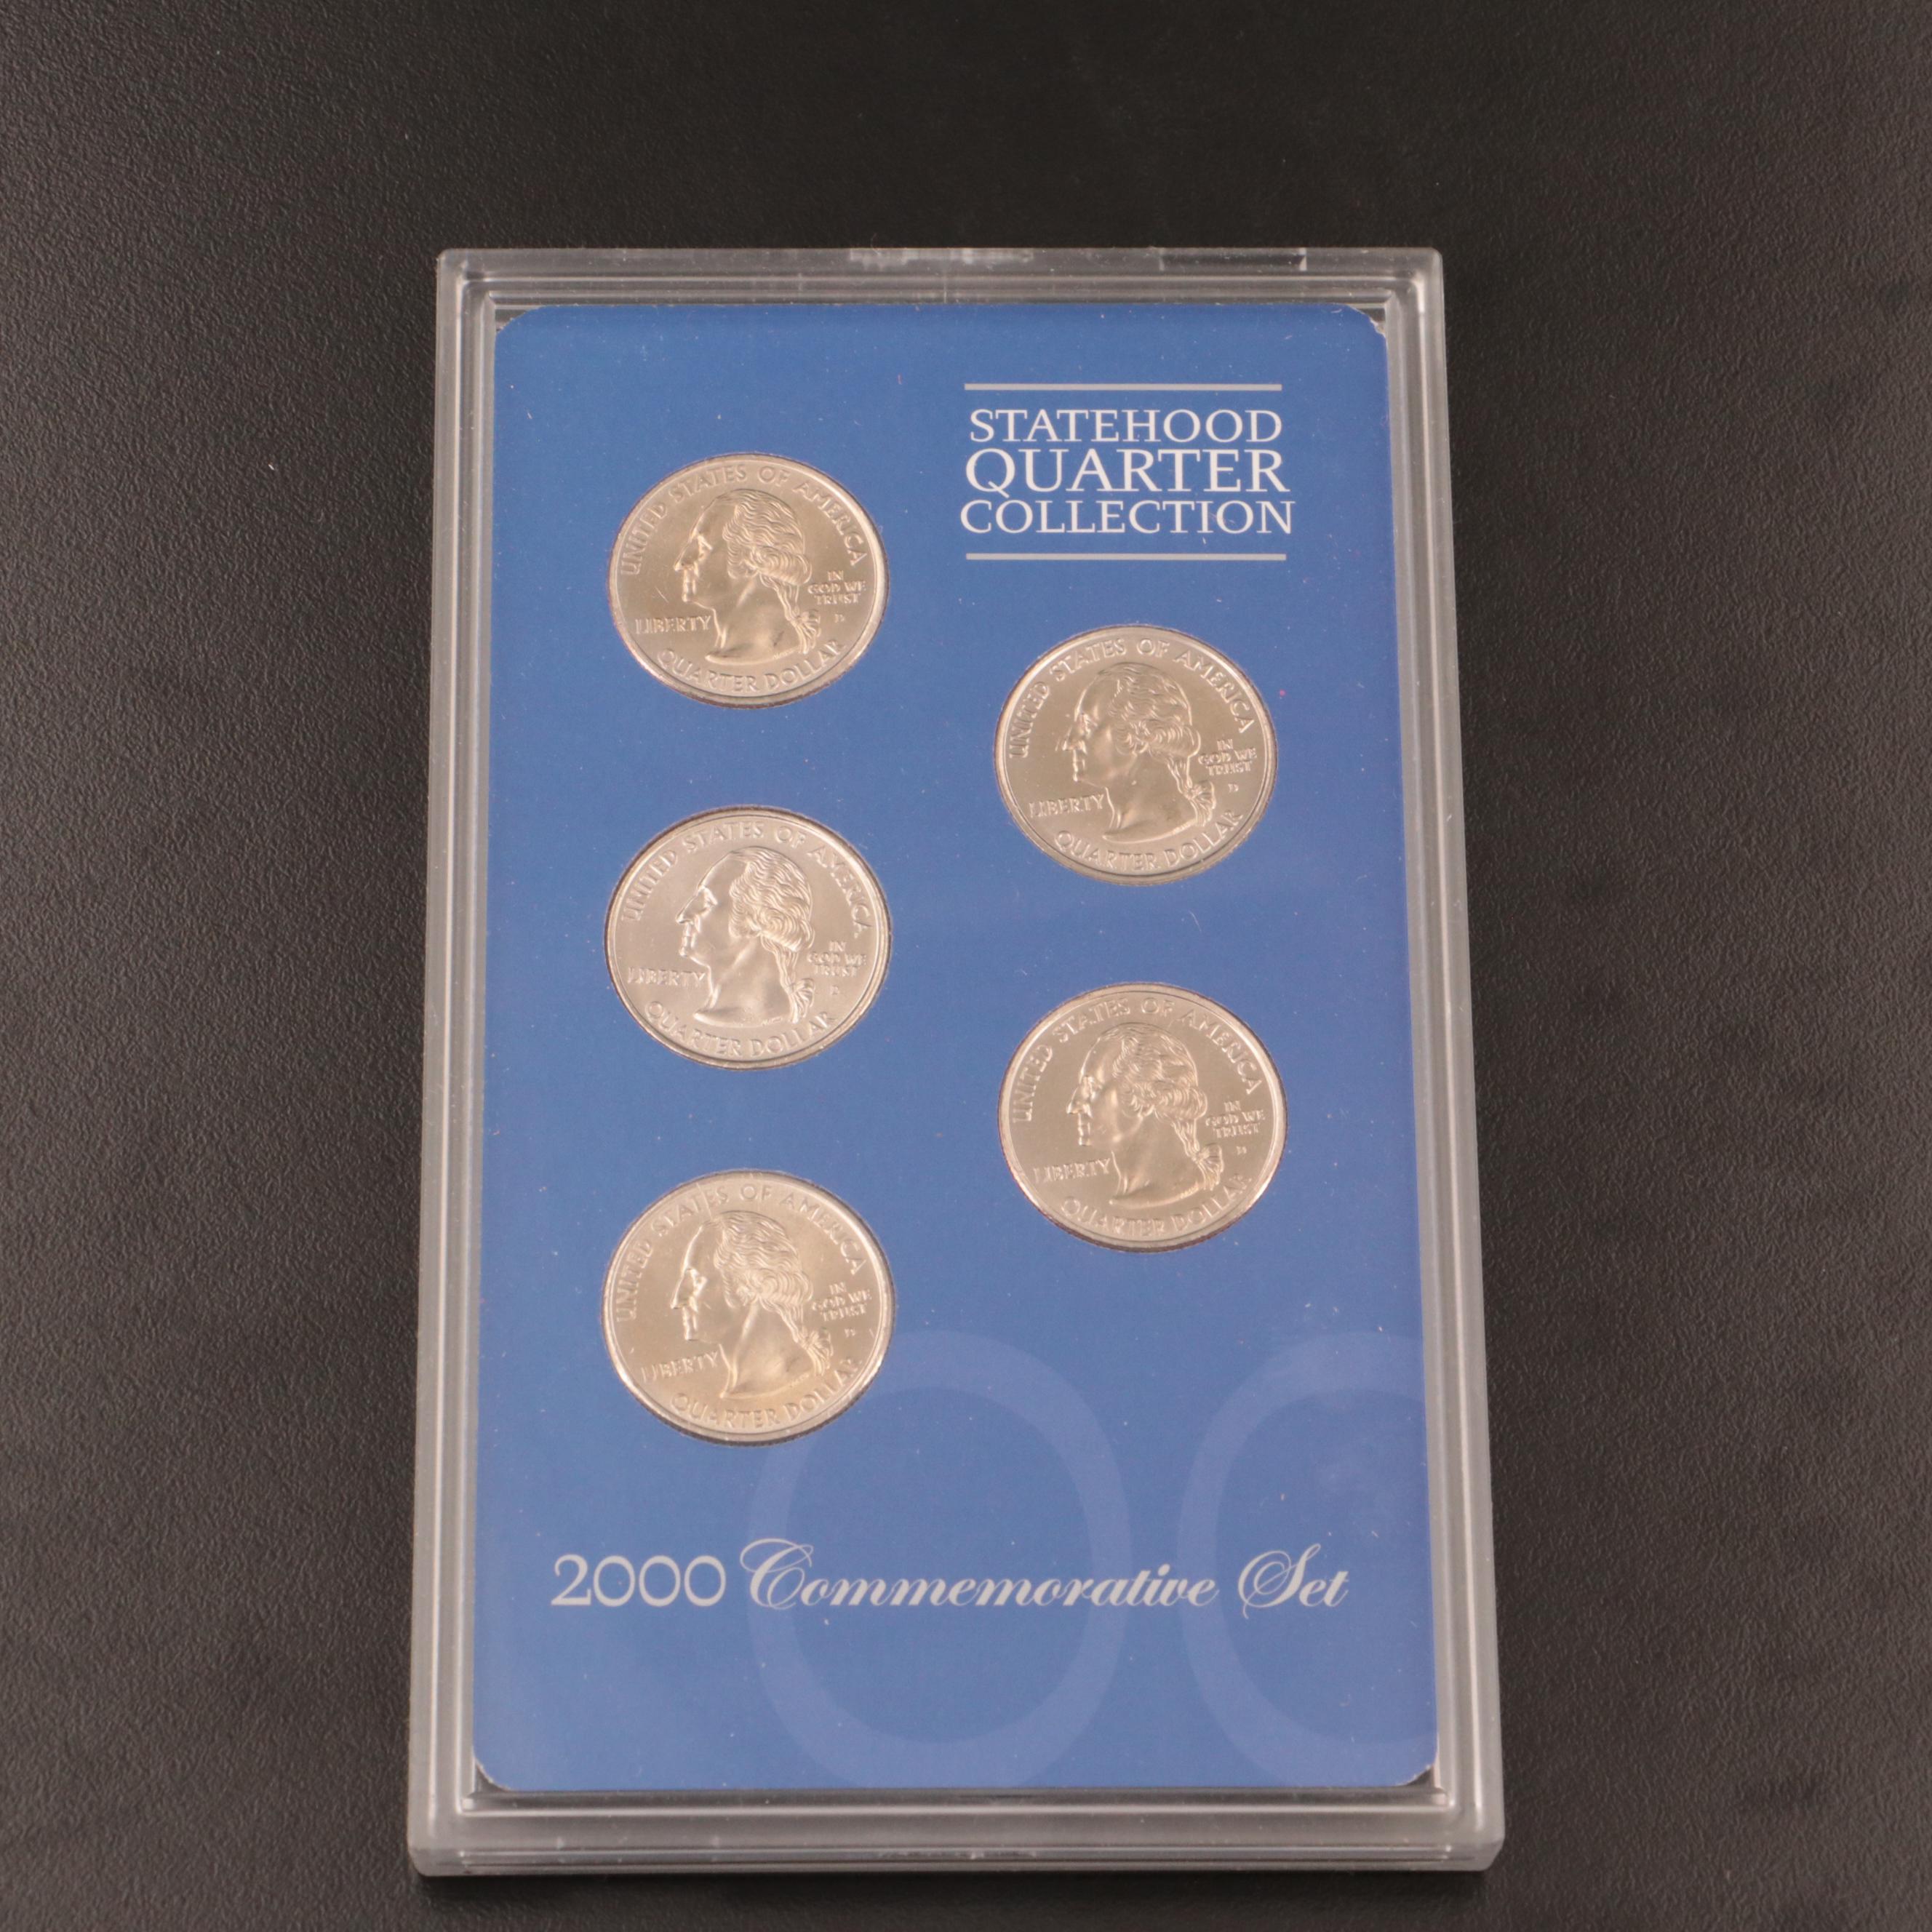 STATEHOOD
QUARTER
COLLECTION
UNITED STATES OF AMERICA
IN
GOD WE
TRUST
LIBERTY
D
QUARTER DOLLAR
UNITED STATES OF AMERICA
IN
GOD WE
TRUST
LIBERTY
D
QUARTER DOLLAR
UNITED STATES OF AMERICA
IN
GOD WE
TRUST
LIBERTY
D
QUARTER DOLLAR
UNITED STATES OF AMERICA
IN
GOD WE
TRUST
LIBERTY
D
QUARTER DOLLAR
UNITED STATES OF AMERICA
IN
GOD WE
TRUST
LIBERTY
D
QUARTER DOLLAR
00
2000 Commemorative Set